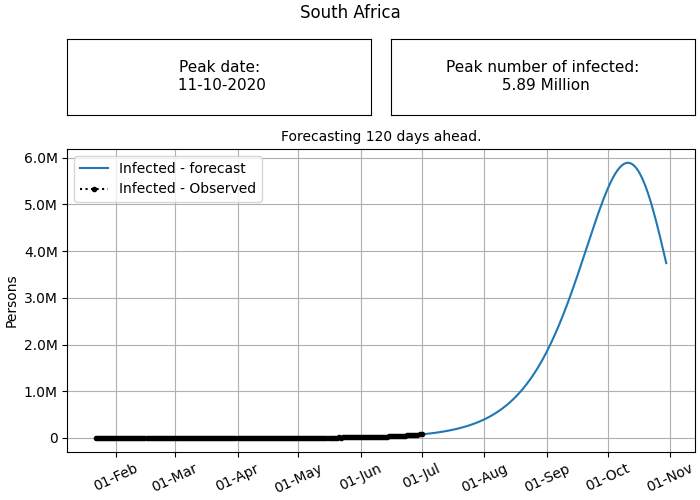 South Africa
Peak date:
11-10-2020
Peak number of infected:
5.89 Million
Forecasting 120 days ahead.
Infected - forecast
Infected - Observed
6.0M
5.0M
4.0M
3.0M
2.0M
1.0M
0
Persons
01-Feb
01-Mar
01-Apr
01-May
01-Jun
01-Jul
01-Aug
01-Sep
01-Oct
01-Nov